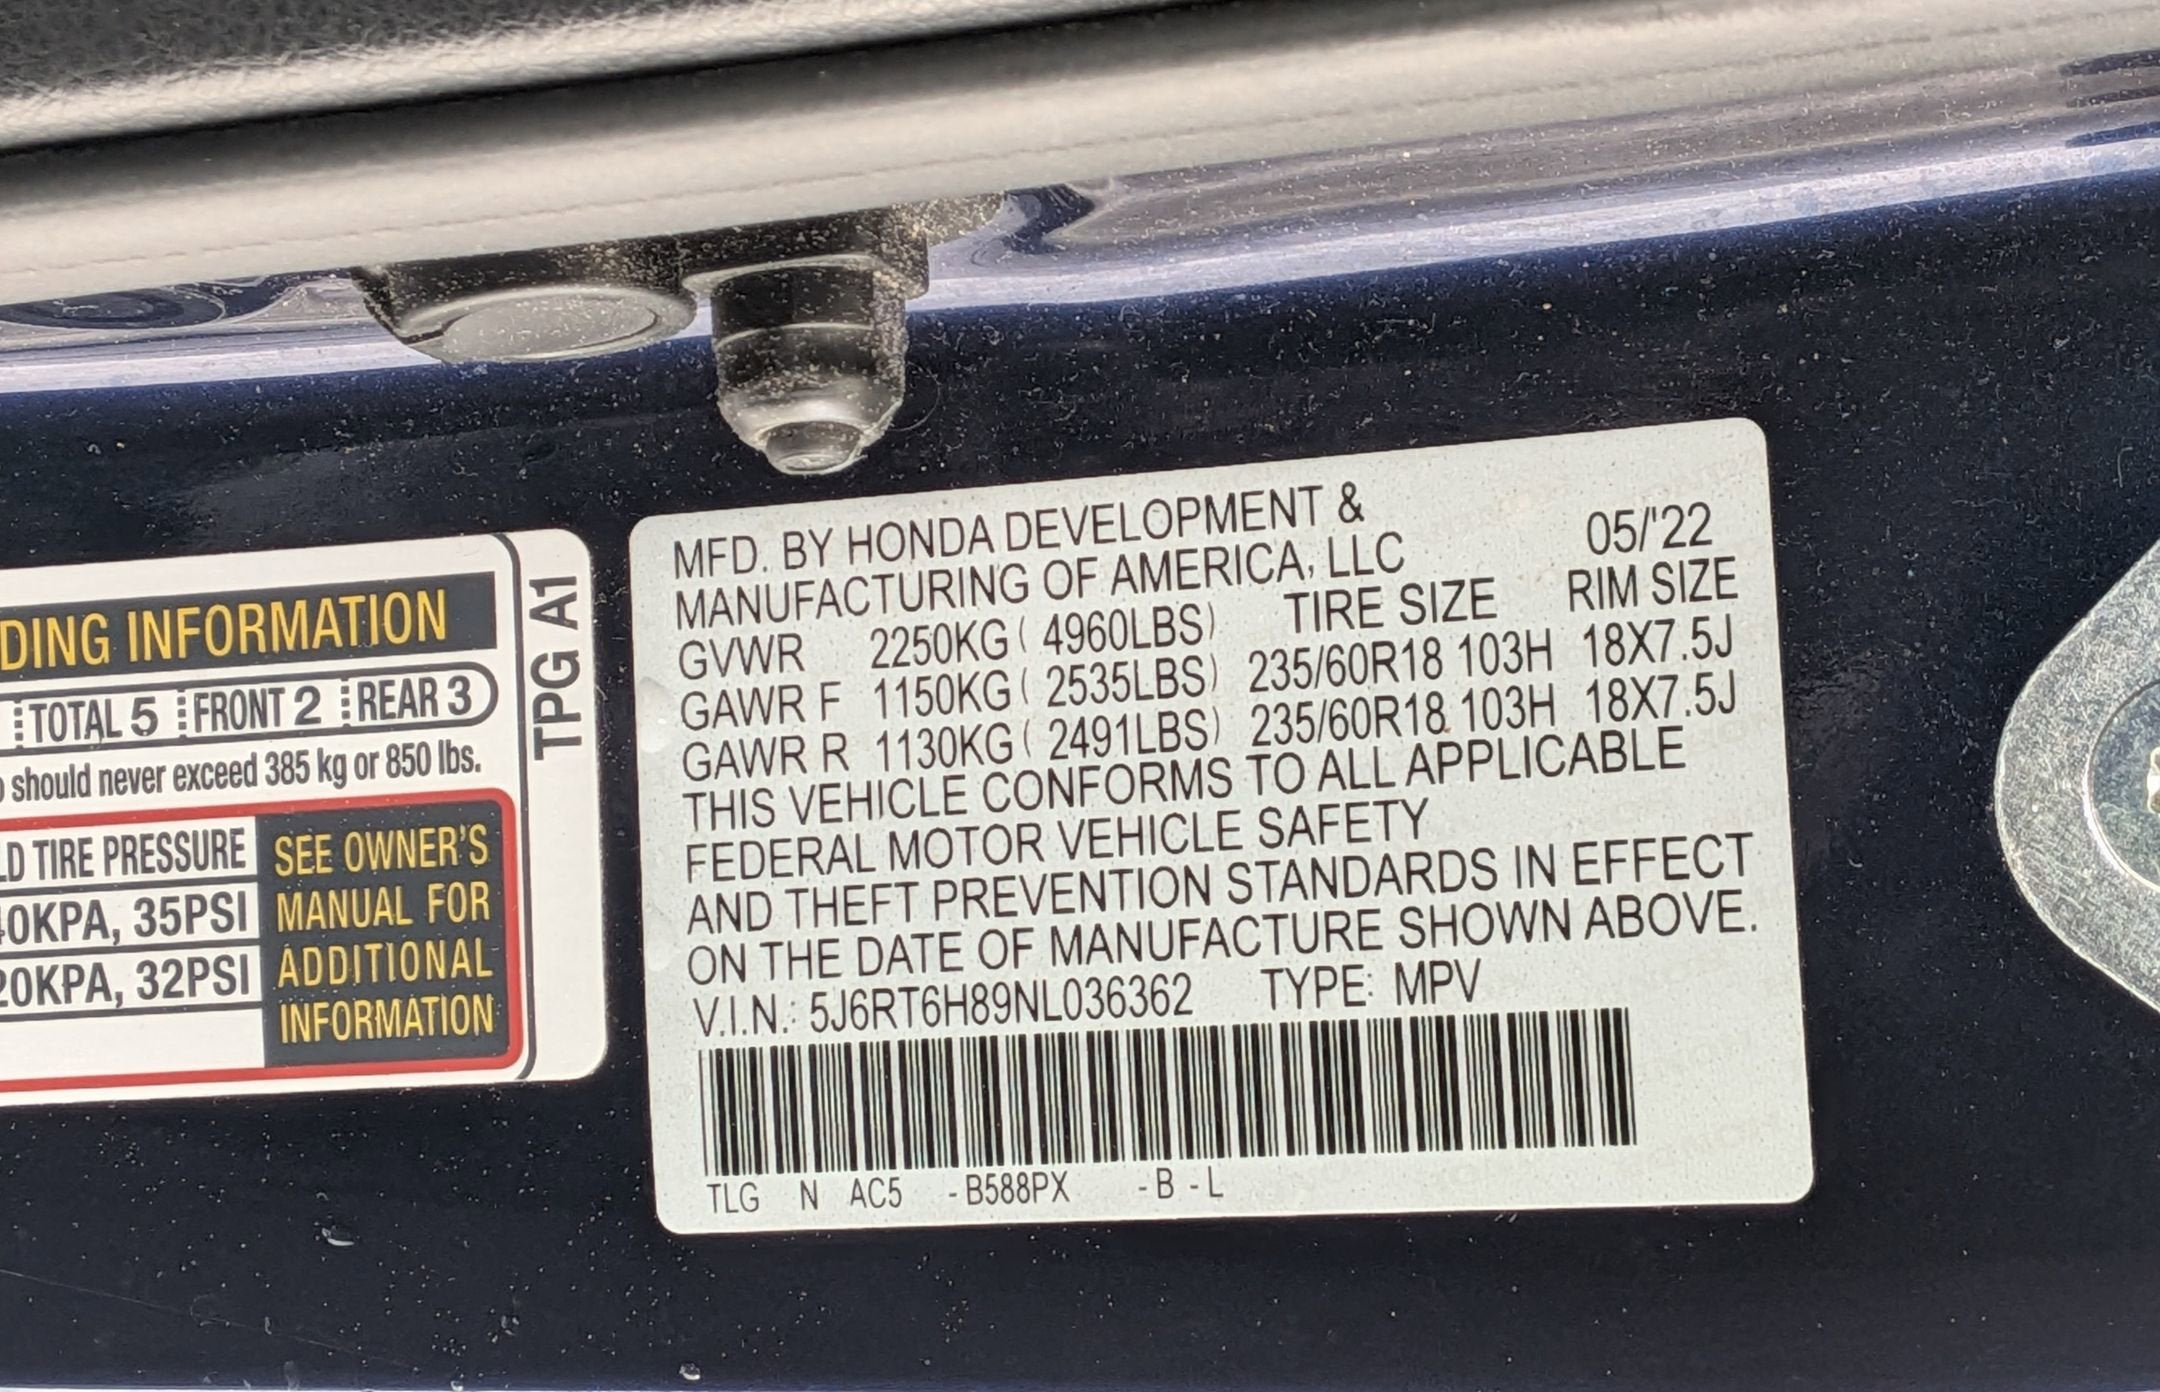 DING INFORMATION
TOTAL 5 FRONT 2 REAR 3
should never exceed 385 kg or 850 lbs.
TIRE PRESSURE
0KPA, 35PSI
20KPA, 32PSI
SEE OWNER'S
MANUAL FOR
ADDITIONAL
INFORMATION
TPG A1
MFD. BY HONDA DEVELOPMENT &
MANUFACTURING OF AMERICA, LLC 05/'22
GVWR 2250KG ( 4960LBS) TIRE SIZE RIM SIZE
GAWR F 1150KG ( 2535LBS) 235/60R18 103H 18X7.5J
GAWR R 1130KG ( 2491LBS) 235/60R18 103H 18X7.5J
THIS VEHICLE CONFORMS TO ALL APPLICABLE
FEDERAL MOTOR VEHICLE SAFETY
AND THEFT PREVENTION STANDARDS IN EFFECT
ON THE DATE OF MANUFACTURE SHOWN ABOVE.
V.I.N.: 5J6RT6H89NL036362 TYPE: MPV
TLG N AC5 -B588PX -B -L